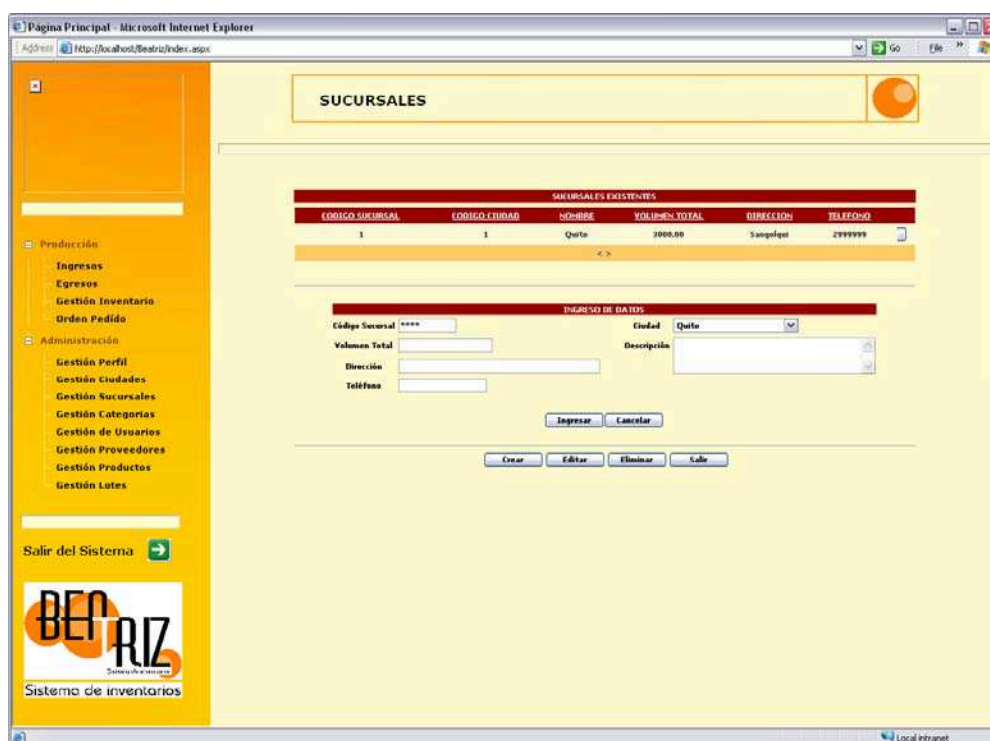 Página Principal - Microsoft Internet Explorer
Address http://localhost/Beatriz/index.aspx Go File »
SUCURSALES
SUCURSALES EXISTENTES
CODIGO SUCURSAL CODIGO CIUDAD NOMBRE VOLUMEN TOTAL DIRECCION TELEFONO
1 1 Quito 3000.00 Sangolqui 2999999
< >
Producción
Ingresos
Egresos
Gestión Inventario
Orden Pedído
Administración
Gestión Perfil
Gestión Ciudades
Gestión Sucursales
Gestión Categorias
Gestión de Usuarios
Gestión Proveedores
Gestión Productos
Gestión Lotes
INGRESO DE DATOS
Código Sucursal **** Ciudad Quito
Volumen Total Descripción
Dirección
Teléfono
Ingresar Cancelar
Crear Editar Eliminar Salir
Salir del Sistema
BEATRIZ
Sistema de inventarios
Local intranet